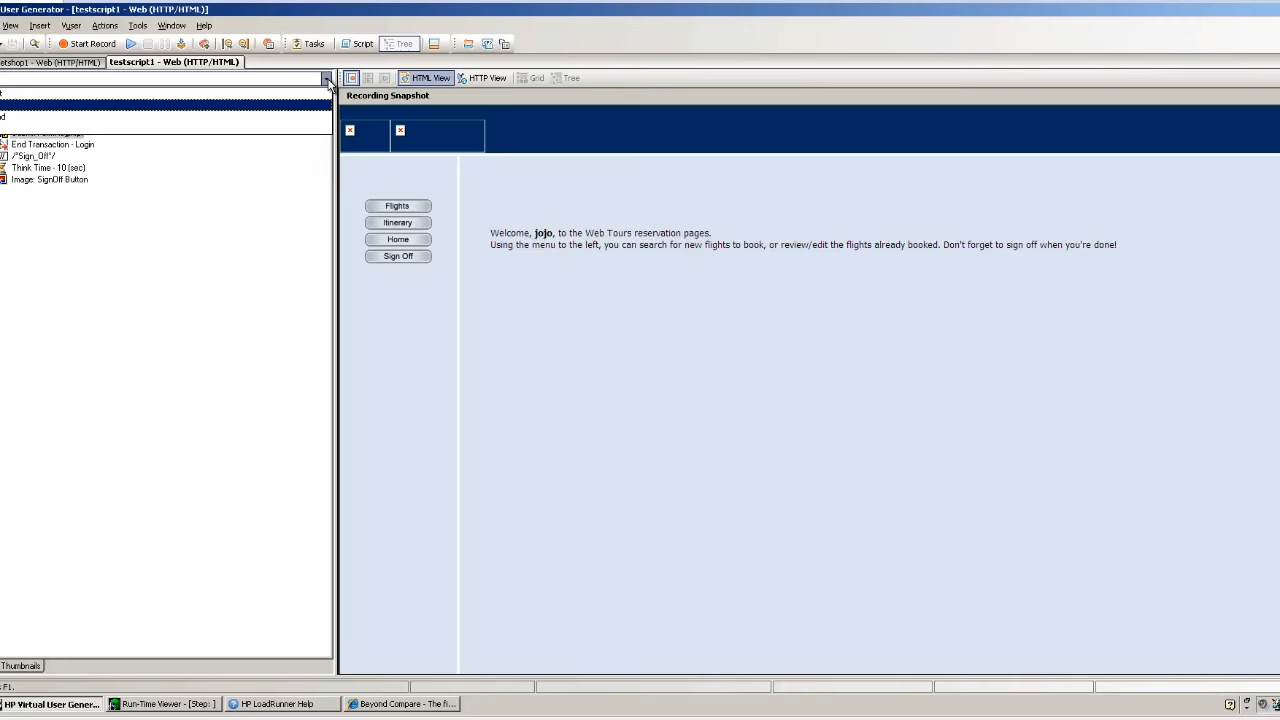 User Generator - [testscript1 - Web (HTTP/HTML)]
View Insert Vuser Actions Tools Window Help
Start Record Tasks Script Tree
etshop1 - Web (HTTP/HTML) testscript1 - Web (HTTP/HTML)
HTML View HTTP View Grid Tree
t
d
Recording Snapshot
End Transaction - Login
/*Sign_Off*/
Think Time - 10 (sec)
Image: SignOff Button
Flights
Itinerary
Home
Sign Off
Welcome, jojo, to the Web Tours reservation pages.
Using the menu to the left, you can search for new flights to book, or review/edit the flights already booked. Don't forget to sign off when you're done!
Thumbnails
F1.
HP Virtual User Gener... Run-Time Viewer - [Step: ] HP LoadRunner Help Beyond Compare - The fi...